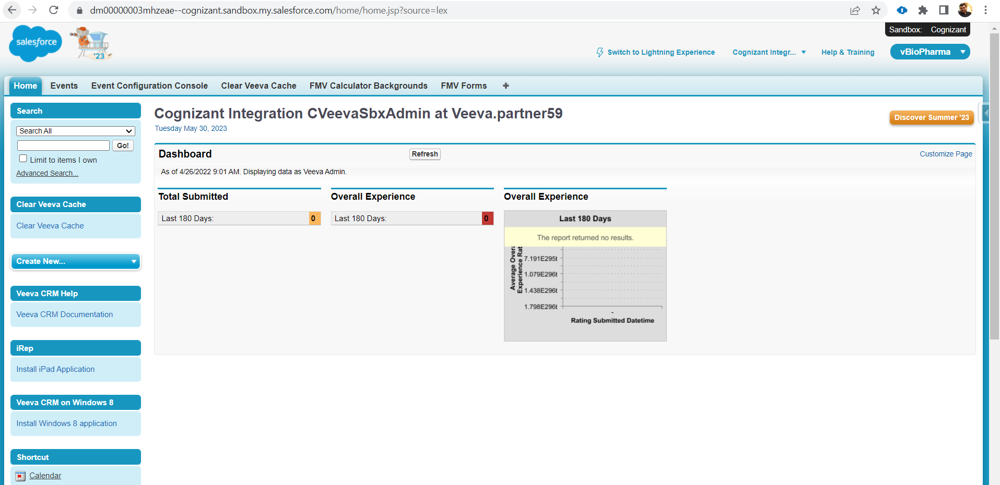 dm00000003mhzeae--cognizant.sandbox.my.salesforce.com/home/home.jsp?source=lex
Sandbox: Cognizant
salesforce
'23
Switch to Lightning Experience
Cognizant Integr...
Help & Training
vBioPharma
Home
Events
Event Configuration Console
Clear Veeva Cache
FMV Calculator Backgrounds
FMV Forms
Search
Search All
Go!
Limit to items I own
Advanced Search...
Clear Veeva Cache
Clear Veeva Cache
Create New...
Veeva CRM Help
Veeva CRM Documentation
iRep
Install iPad Application
Veeva CRM on Windows 8
Install Windows 8 application
Shortcut
Calendar
Cognizant Integration CVeevaSbxAdmin at Veeva.partner59
Tuesday May 30, 2023
Discover Summer '23
Dashboard
Refresh
Customize Page
As of 4/26/2022 9:01 AM. Displaying data as Veeva Admin.
Total Submitted
Last 180 Days: 0
Overall Experience
Last 180 Days: 0
Overall Experience
Last 180 Days
The report returned no results.
Average Overa
Experience Rat
7.191E295t
1.079E296t
1.438E296t
1.798E296t
-
Rating Submitted Datetime